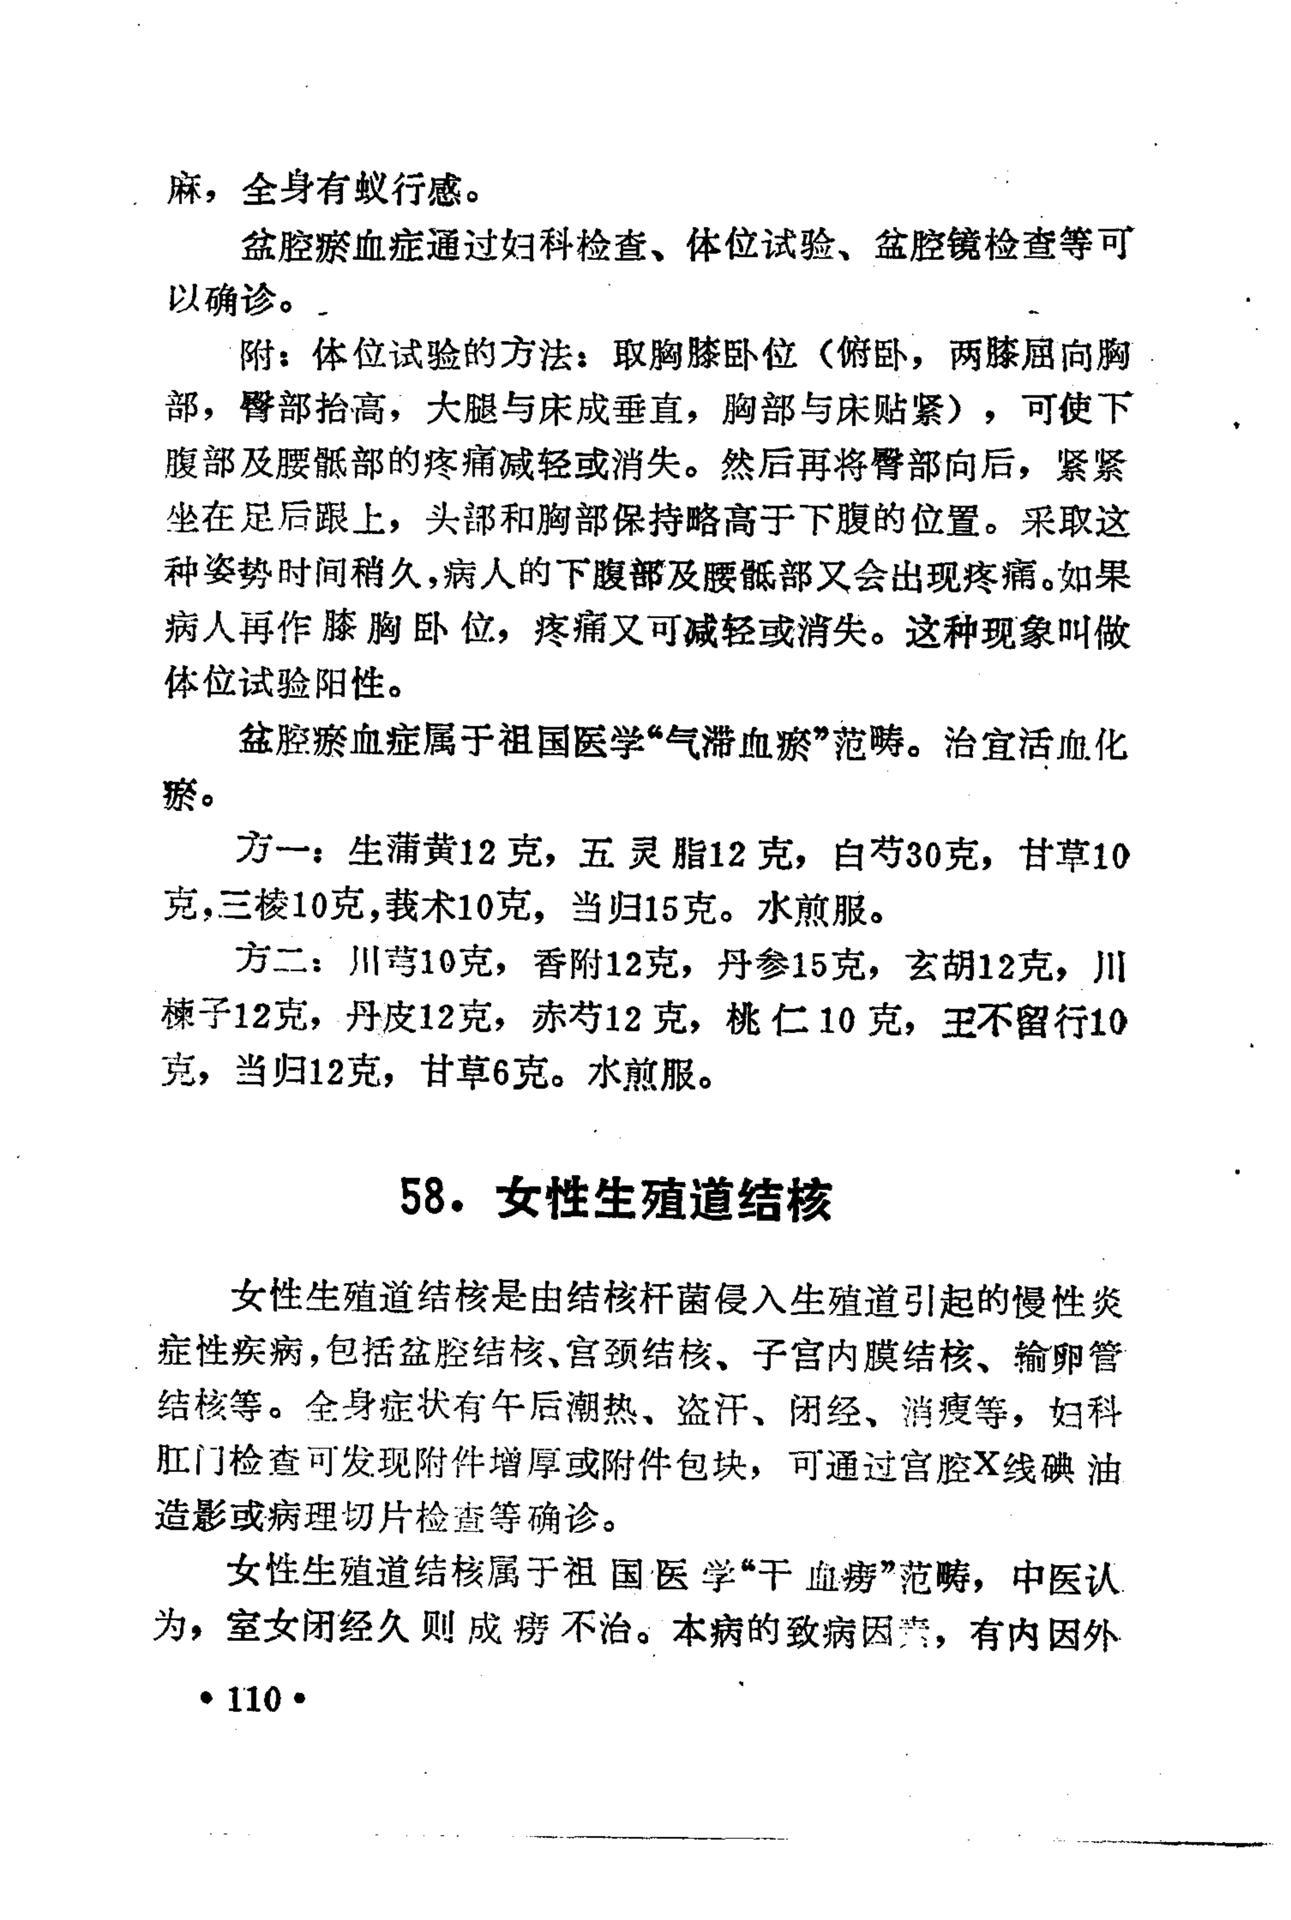 麻，全身有蚁行感。
盆腔瘀血症通过妇科检查、体位试验、盆腔镜检查等可
以确诊。
附：体位试验的方法：取胸膝卧位（俯卧，两膝屈向胸
部，臀部抬高，大腿与床成垂直，胸部与床贴紧），可使下
腹部及腰骶部的疼痛减轻或消失。然后再将臀部向后，紧紧
坐在足后跟上，头部和胸部保持略高于下腹的位置。采取这
种姿势时间稍久，病人的下腹部及腰骶部又会出现疼痛。如果
病人再作膝胸卧位，疼痛又可减轻或消失。这种现象叫做
体位试验阳性。
盆腔瘀血症属于祖国医学“气滞血瘀”范畴。治宜活血化
瘀。
方一：生蒲黄12克，五灵脂12克，白芍30克，甘草10
克，三棱10克，莪术10克，当归15克。水煎服。
方二：川芎10克，香附12克，丹参15克，玄胡12克，川
楝子12克，丹皮12克，赤芍12克，桃仁10克，王不留行10
克，当归12克，甘草6克。水煎服。
58．女性生殖道结核
女性生殖道结核是由结核杆菌侵入生殖道引起的慢性炎
症性疾病，包括盆腔结核、宫颈结核、子宫内膜结核、输卵管
结核等。全身症状有午后潮热、盗汗、闭经、消瘦等，妇科
肛门检查可发现附件增厚或附件包块，可通过宫腔X线碘油
造影或病理切片检查等确诊。
女性生殖道结核属于祖国医学“干血痨”范畴，中医认
为，室女闭经久则成痨不治。本病的致病因素，有内因外
•110•